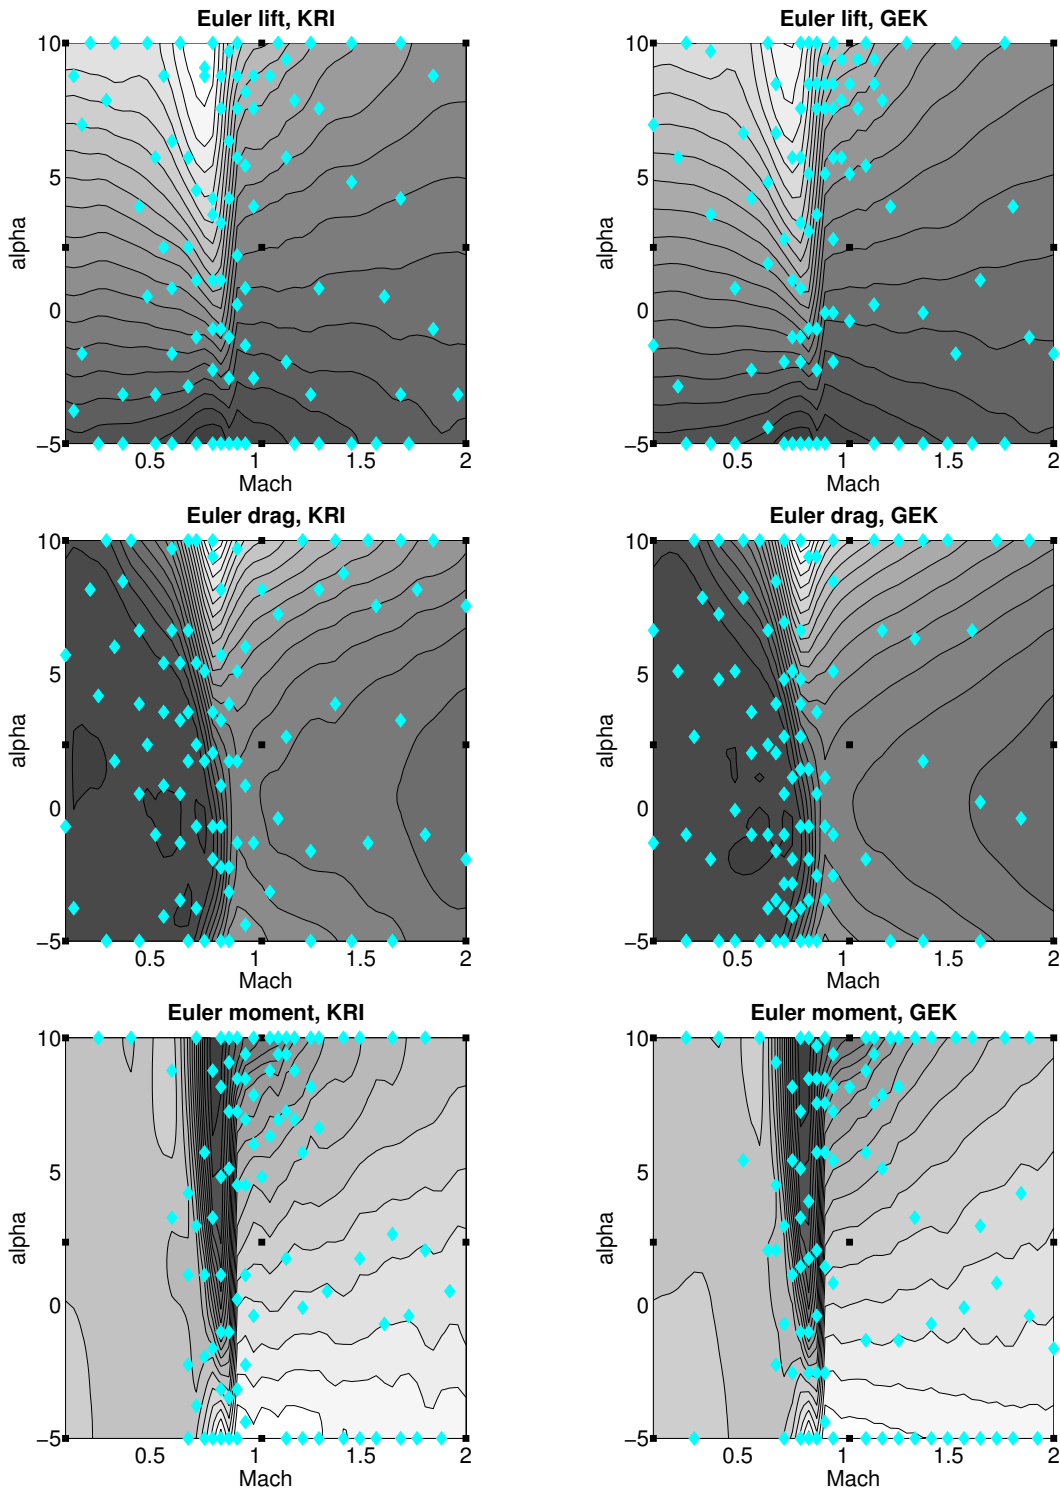 Euler lift, KRI
10
5
0
−5
alpha
0.5 1 1.5 2
Mach
Euler lift, GEK
10
5
0
−5
alpha
0.5 1 1.5 2
Mach
Euler drag, KRI
10
5
0
−5
alpha
0.5 1 1.5 2
Mach
Euler drag, GEK
10
5
0
−5
alpha
0.5 1 1.5 2
Mach
Euler moment, KRI
10
5
0
−5
alpha
0.5 1 1.5 2
Mach
Euler moment, GEK
10
5
0
−5
alpha
0.5 1 1.5 2
Mach